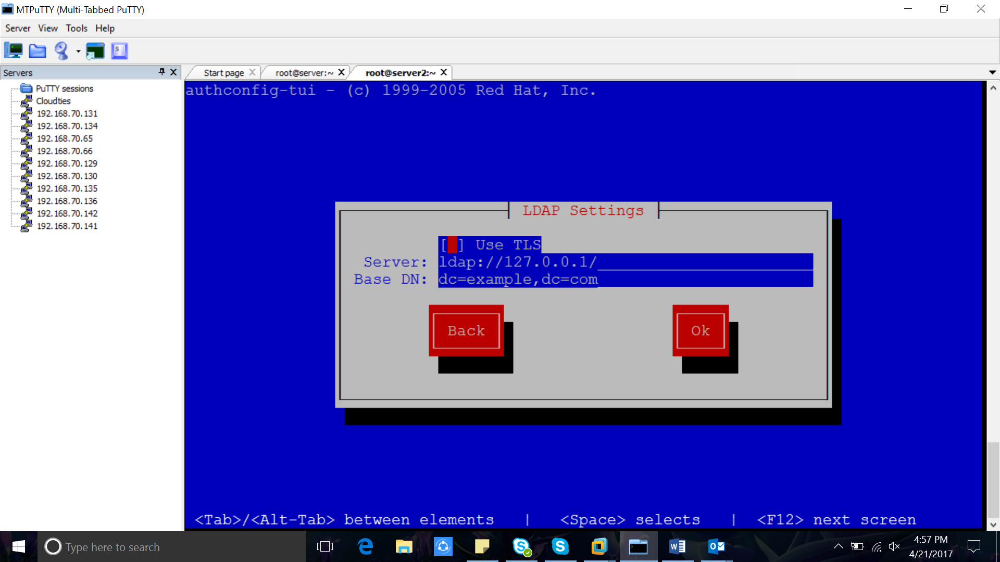 MTPuTTY (Multi-Tabbed PuTTY)
Server View Tools Help
Servers
PuTTY sessions
Cloudties
192.168.70.131
192.168.70.134
192.168.70.65
192.168.70.66
192.168.70.129
192.168.70.130
192.168.70.135
192.168.70.136
192.168.70.142
192.168.70.141
Start page root@server:~ root@server2:~
authconfig-tui - (c) 1999-2005 Red Hat, Inc.
LDAP Settings
[ ] Use TLS
Server: ldap://127.0.0.1/
Base DN: dc=example,dc=com
Back Ok
<Tab>/<Alt-Tab> between elements | <Space> selects | <F12> next screen
Type here to search
4:57 PM
4/21/2017